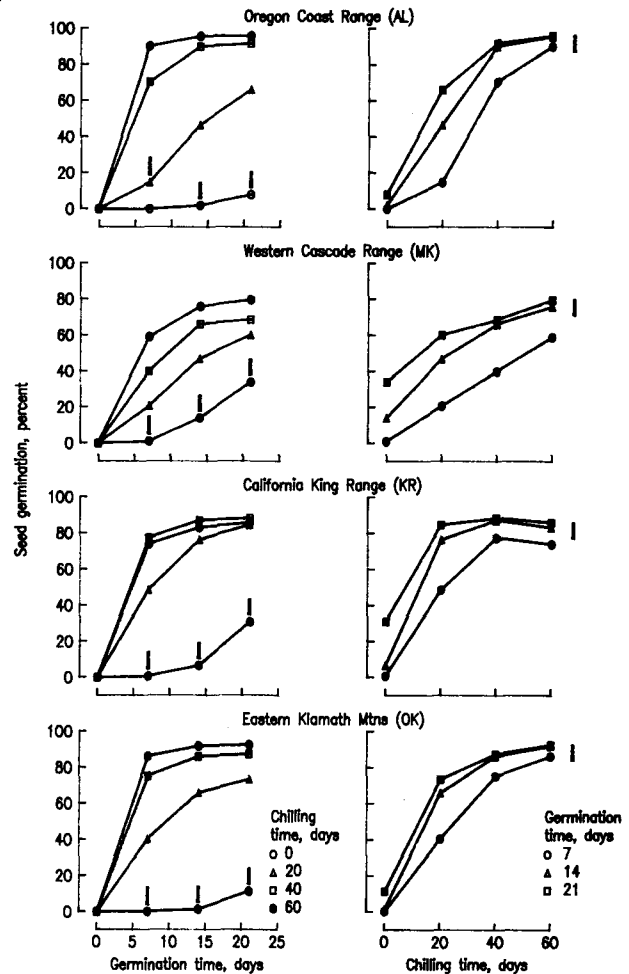 Oregon Coast Range (AL)
100
80
60
40
20
0
Western Cascade Range (MK)
100
80
60
40
20
0
California King Range (KR)
100
80
60
40
20
0
Eastern Klamath Mtns (OK)
100
80
60
40
20
0
Seed germination, percent
Chilling
time, days
0
20
40
60
Germination
time, days
7
14
21
0 5 10 15 20 25
Germination time, days
0 20 40 60
Chilling time, days